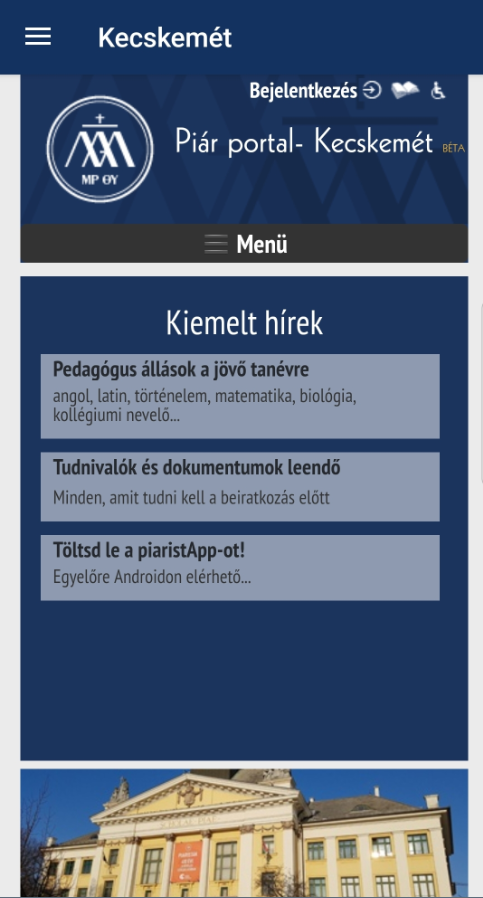 Kecskemét
Bejelentkezés
Piár portal- Kecskemét BÉTA
MP ΘY
Menü
Kiemelt hírek
Pedagógus állások a jövő tanévre
angol, latin, történelem, matematika, biológia,
kollégiumi nevelő...
Tudnivalók és dokumentumok leendő
Minden, amit tudni kell a beiratkozás előtt
Töltsd le a piaristApp-ot!
Egyelőre Androidon elérhető...